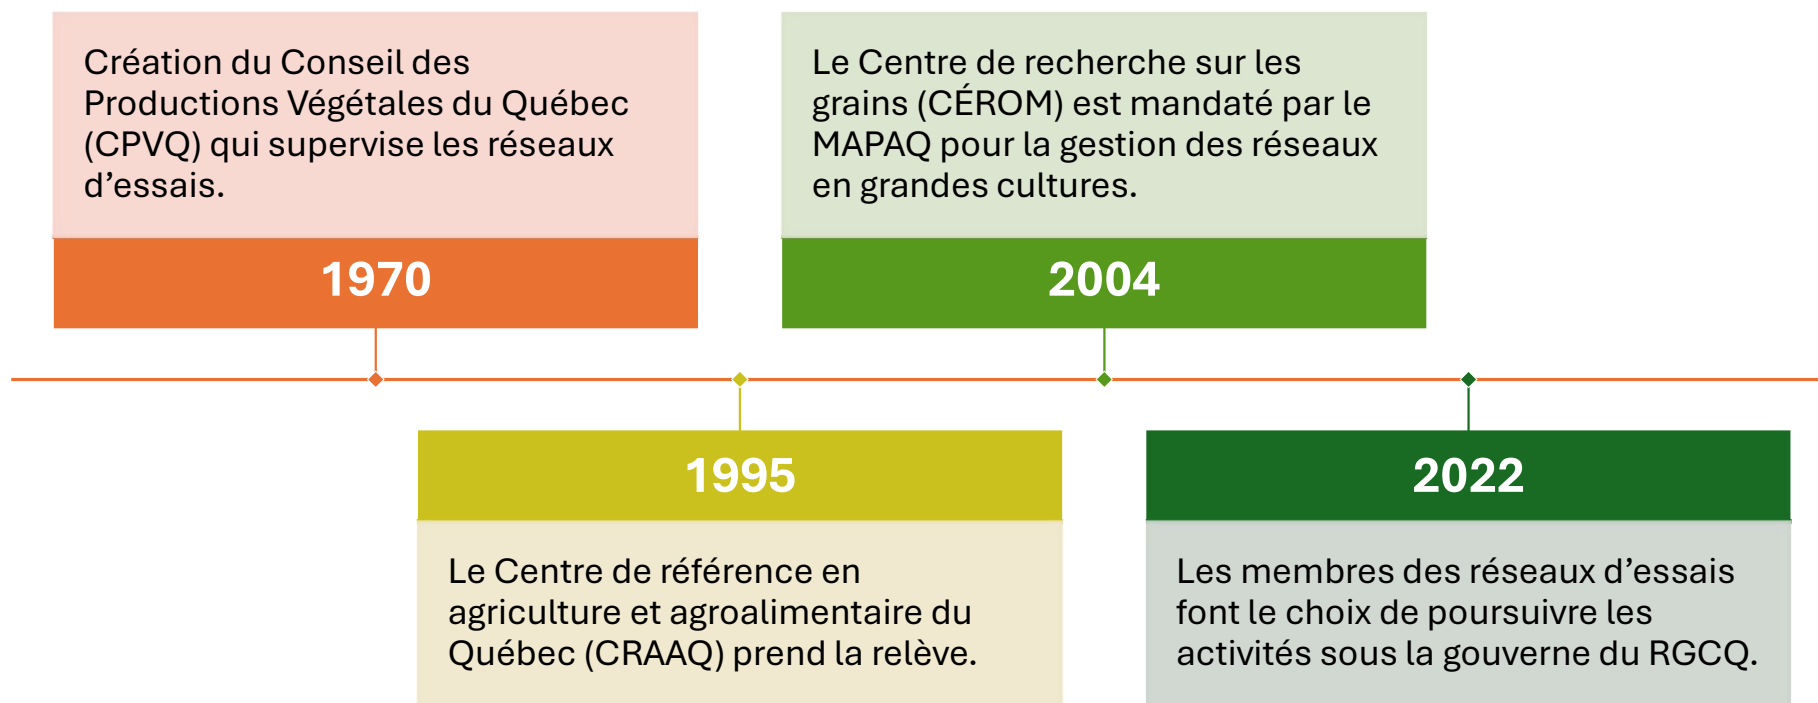 Création du Conseil des
Productions Végétales du Québec
(CPVQ) qui supervise les réseaux
d’essais.
1970
1995
Le Centre de référence en
agriculture et agroalimentaire du
Québec (CRAAQ) prend la relève.
Le Centre de recherche sur les
grains (CÉROM) est mandaté par le
MAPAQ pour la gestion des réseaux
en grandes cultures.
2004
2022
Les membres des réseaux d’essais
font le choix de poursuivre les
activités sous la gouverne du RGCQ.